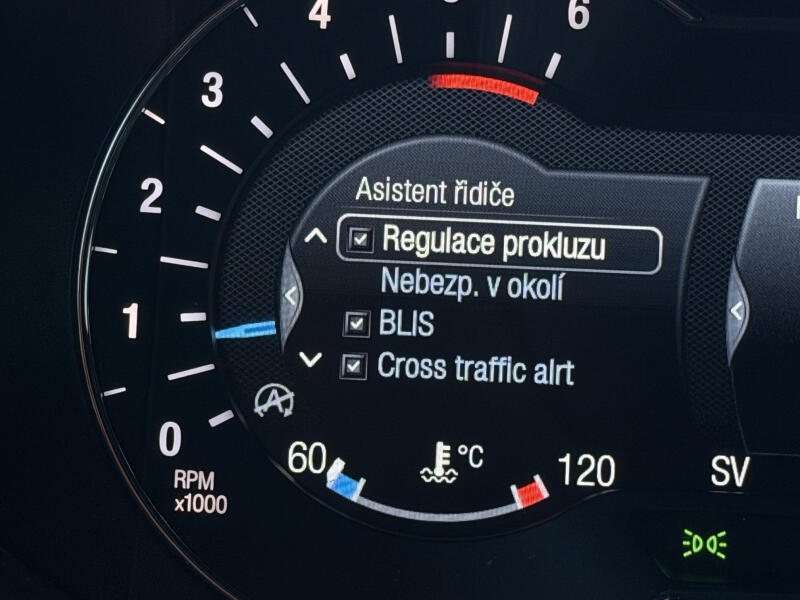 4
6
3
2
1
0
RPM
x1000
Asistent řidiče
Regulace prokluzu
Nebezp. v okolí
BLIS
Cross traffic alrt
60
°C
120
SV